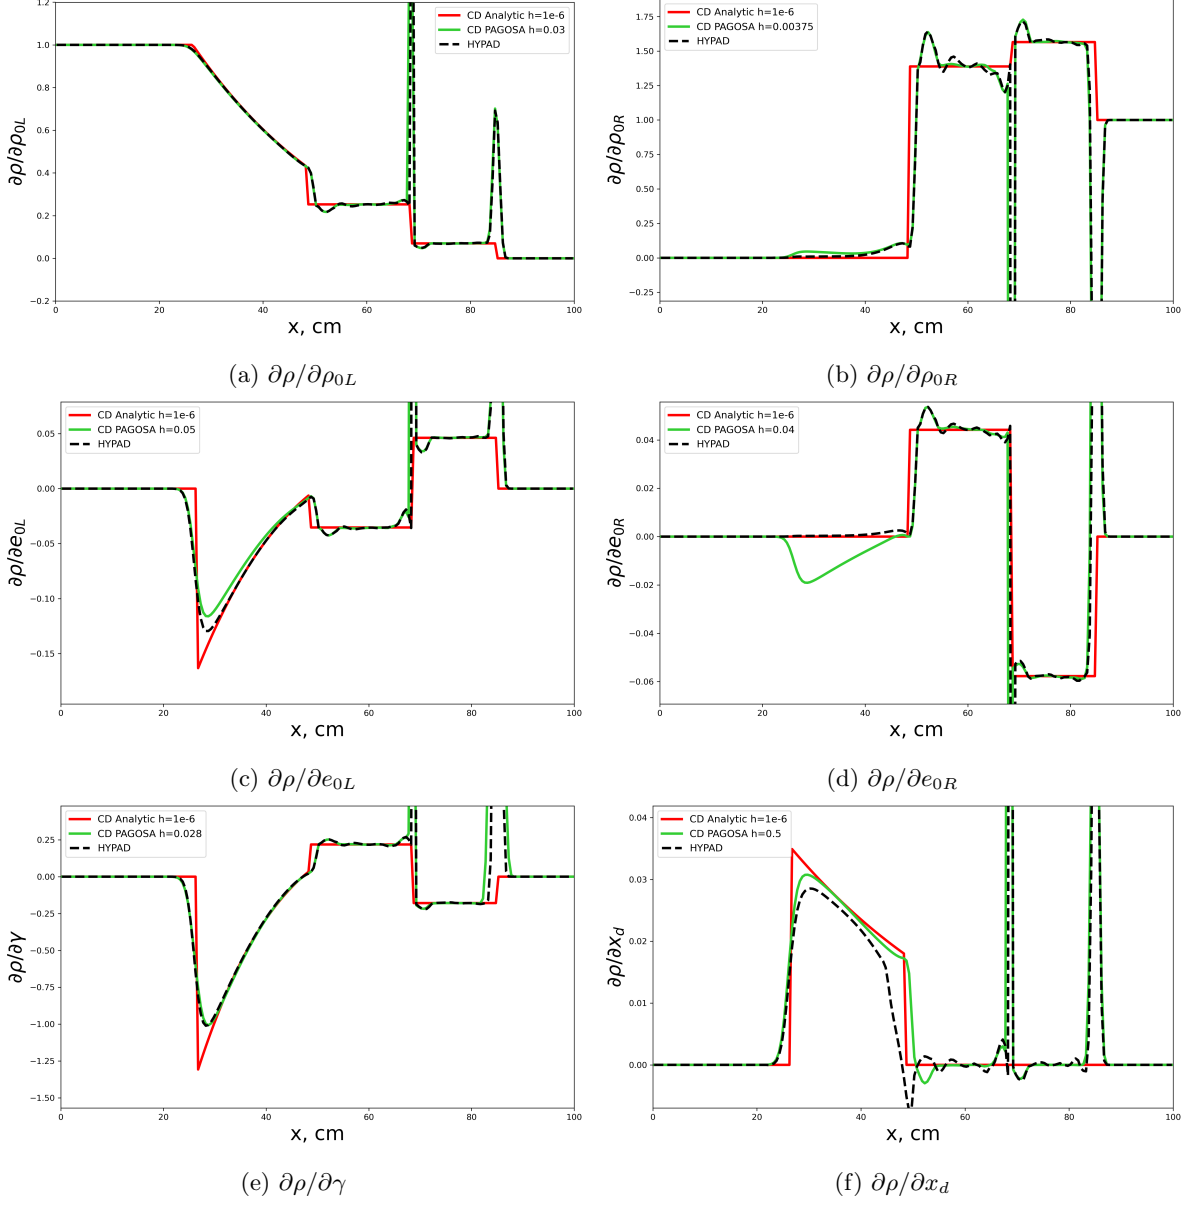 1.2
1.0
0.8
0.6
0.4
0.2
0.0
−0.2
0 20 40 60 80 100
∂ρ/∂ρ0L
x, cm
CD Analytic h=1e-6
CD PAGOSA h=0.03
HYPAD
(a) ∂ρ/∂ρ0L
1.75
1.50
1.25
1.00
0.75
0.50
0.25
0.00
−0.25
0 20 40 60 80 100
∂ρ/∂ρ0R
x, cm
CD Analytic h=1e-6
CD PAGOSA h=0.00375
HYPAD
(b) ∂ρ/∂ρ0R
0.05
0.00
−0.05
−0.10
−0.15
0 20 40 60 80 100
∂ρ/∂e0L
x, cm
CD Analytic h=1e-6
CD PAGOSA h=0.05
HYPAD
(c) ∂ρ/∂e0L
0.04
0.02
0.00
−0.02
−0.04
−0.06
0 20 40 60 80 100
∂ρ/∂e0R
x, cm
CD Analytic h=1e-6
CD PAGOSA h=0.04
HYPAD
(d) ∂ρ/∂e0R
0.25
0.00
−0.25
−0.50
−0.75
−1.00
−1.25
−1.50
0 20 40 60 80 100
∂ρ/∂γ
x, cm
CD Analytic h=1e-6
CD PAGOSA h=0.028
HYPAD
(e) ∂ρ/∂γ
0.04
0.03
0.02
0.01
0.00
0 20 40 60 80 100
∂ρ/∂xd
x, cm
CD Analytic h=1e-6
CD PAGOSA h=0.5
HYPAD
(f) ∂ρ/∂xd